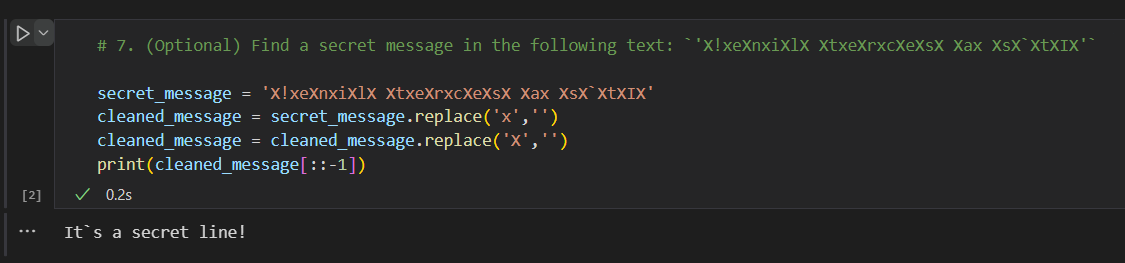 # 7. (Optional) Find a secret message in the following text: `'X!xeXnxiXlX XtxeXrxcXeXsX Xax XsX`XtXIX'`
secret_message = 'X!xeXnxiXlX XtxeXrxcXeXsX Xax XsX`XtXIX'
cleaned_message = secret_message.replace('x','')
cleaned_message = cleaned_message.replace('X','')
print(cleaned_message[::-1])
[2] ✓ 0.2s
... It`s a secret line!